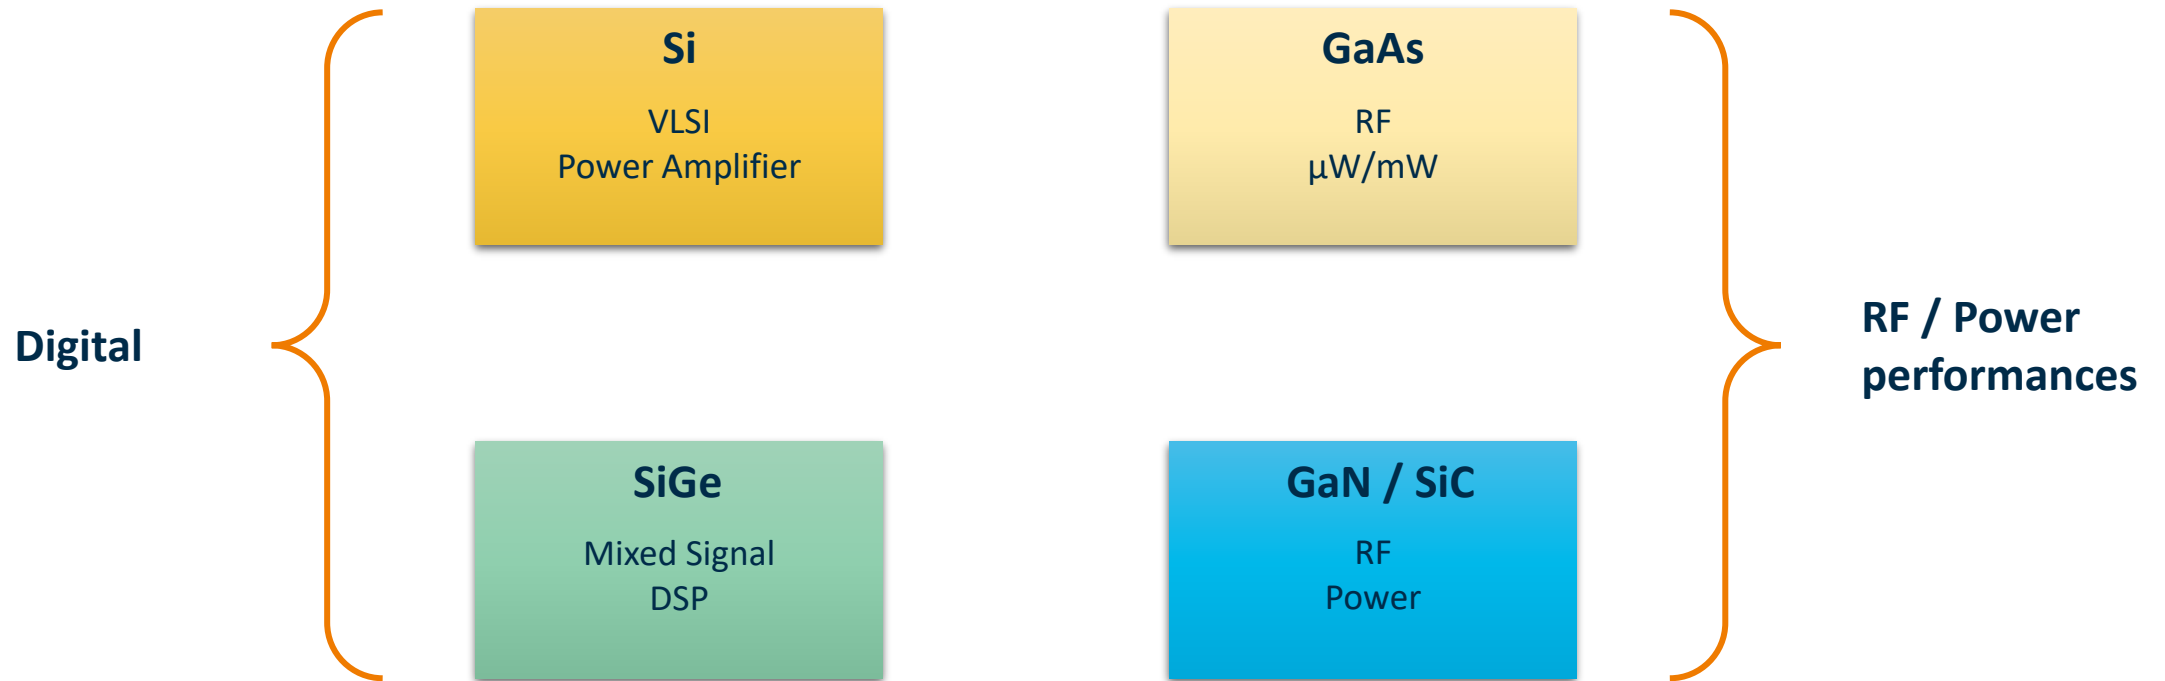 Digital
Si
VLSI
Power Amplifier
SiGe
Mixed Signal
DSP
GaAs
RF
μW/mW
GaN / SiC
RF
Power
RF / Power
performances